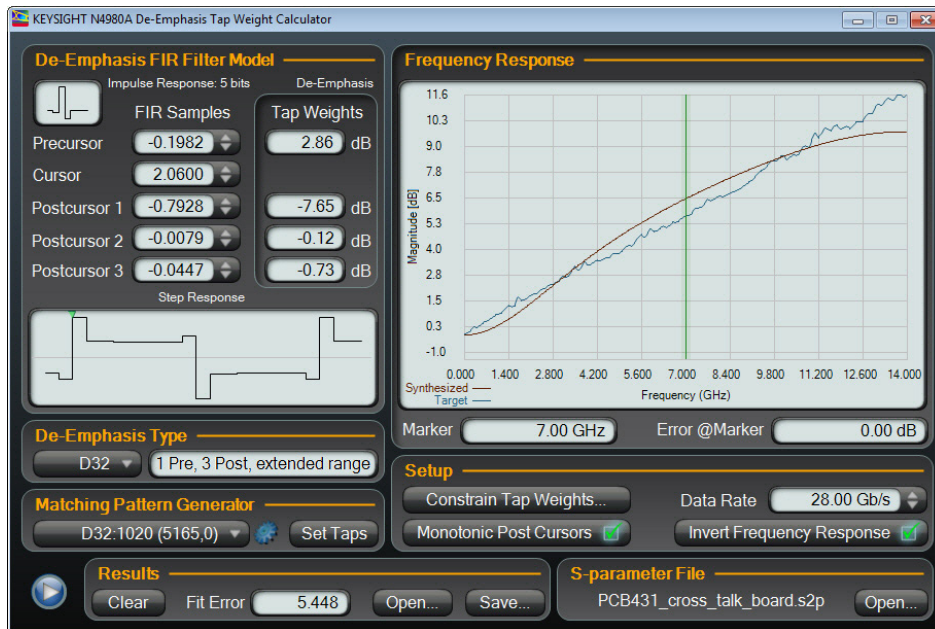 KEYSIGHT N4980A De-Emphasis Tap Weight Calculator
De-Emphasis FIR Filter Model
Impulse Response: 5 bits De-Emphasis
FIR Samples Tap Weights
Precursor -0.1982 2.86 dB
Cursor 2.0600
Postcursor 1 -0.7928 -7.65 dB
Postcursor 2 -0.0079 -0.12 dB
Postcursor 3 -0.0447 -0.73 dB
Step Response
De-Emphasis Type
D32 1 Pre, 3 Post, extended range
Matching Pattern Generator
D32:1020 (5165,0) Set Taps
Frequency Response
Magnitude [dB]
11.6
10.3
9.0
7.8
6.5
5.3
4.0
2.8
1.5
0.3
-1.0
0.000 1.400 2.800 4.200 5.600 7.000 8.400 9.800 11.200 12.600 14.000
Synthesized
Target
Frequency (GHz)
Marker 7.00 GHz Error @Marker 0.00 dB
Setup
Constrain Tap Weights... Data Rate 28.00 Gb/s
Monotonic Post Cursors Invert Frequency Response
Results
Clear Fit Error 5.448 Open... Save...
S-parameter File
PCB431_cross_talk_board.s2p Open...